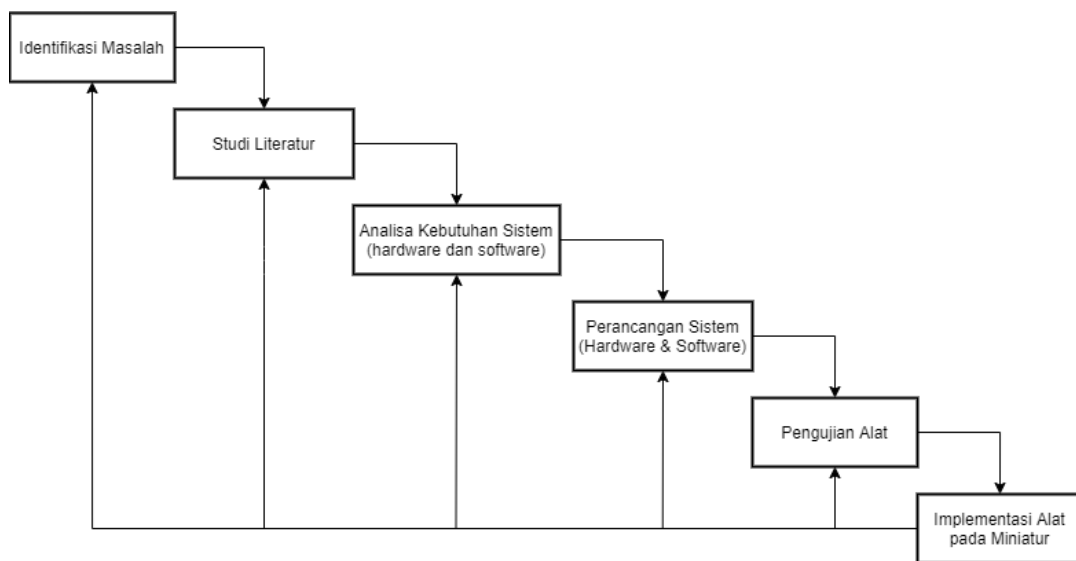 Identifikasi Masalah
Studi Literatur
Analisa Kebutuhan Sistem
(hardware dan software)
Perancangan Sistem
(Hardware & Software)
Pengujian Alat
Implementasi Alat
pada Miniatur